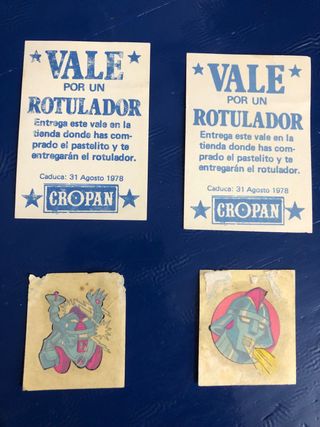 VALE
POR UN
ROTULADOR
Entrega este vale en la
tienda donde has com-
prado el pastelito y te
entregarán el rotulador.
Caduca: 31 Agosto 1978
CROPAN
VALE
POR UN
ROTULADOR
Entrega este vale en la
tienda donde has com-
prado el pastelito y te
entregarán el rotulador.
Caduca: 31 Agosto 1978
CROPAN